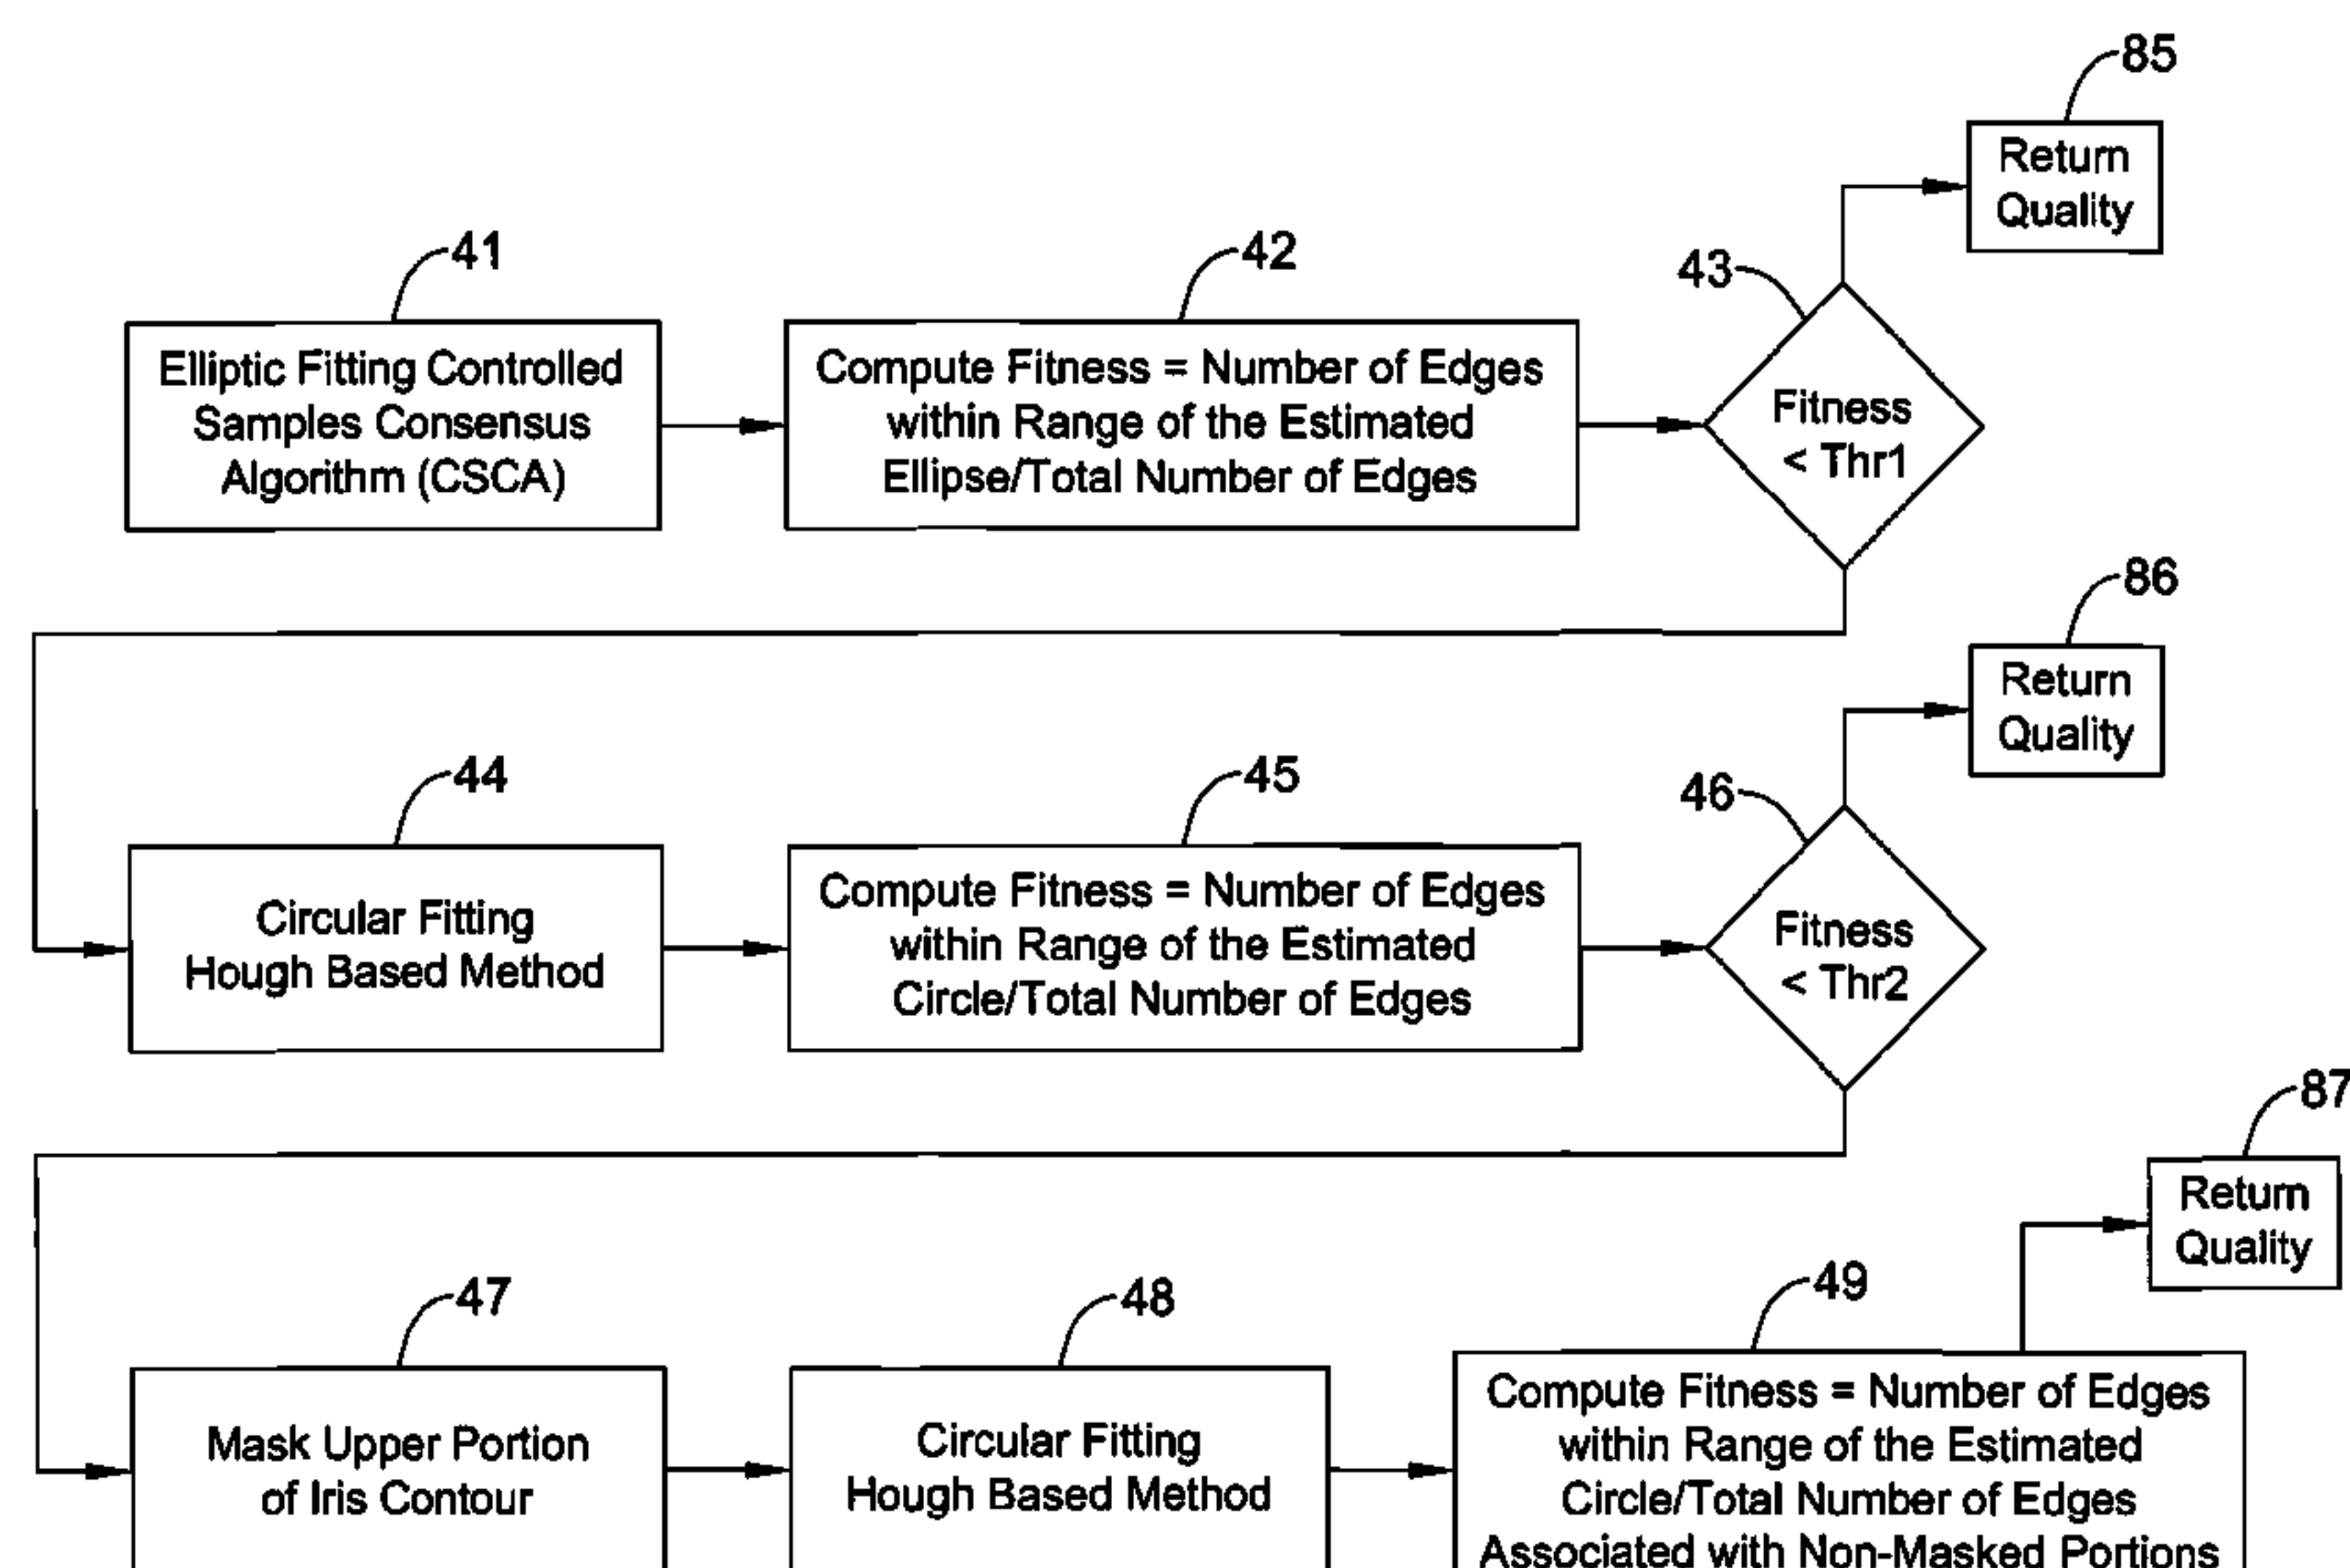 85
Return
Quality
41
42
43
Elliptic Fitting Controlled
Samples Consensus
Algorithm (CSCA)
Compute Fitness = Number of Edges
within Range of the Estimated
Ellipse/Total Number of Edges
Fitness
< Thr1
86
Return
Quality
44
45
46
Circular Fitting
Hough Based Method
Compute Fitness = Number of Edges
within Range of the Estimated
Circle/Total Number of Edges
Fitness
< Thr2
87
Return
Quality
47
48
49
Mask Upper Portion
of Iris Contour
Circular Fitting
Hough Based Method
Compute Fitness = Number of Edges
within Range of the Estimated
Circle/Total Number of Edges
Associated with Non-Masked Portions